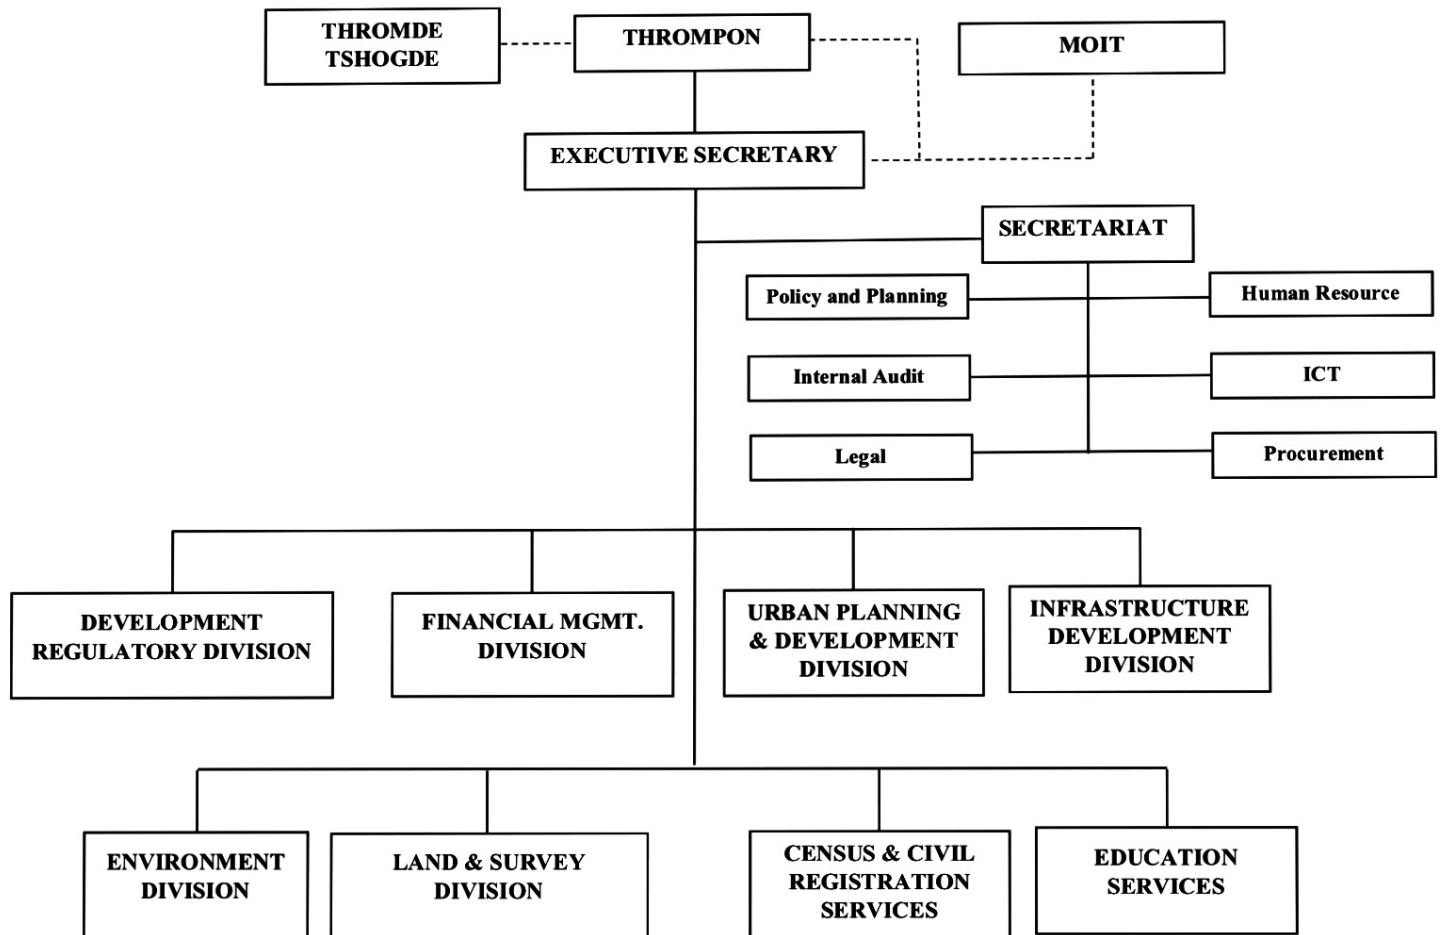 THROMDE
TSHOGDE
THROMPON
MOIT
EXECUTIVE SECRETARY
SECRETARIAT
Policy and Planning
Human Resource
Internal Audit
ICT
Legal
Procurement
DEVELOPMENT
REGULATORY DIVISION
FINANCIAL MGMT.
DIVISION
URBAN PLANNING
& DEVELOPMENT
DIVISION
INFRASTRUCTURE
DEVELOPMENT
DIVISION
ENVIRONMENT
DIVISION
LAND & SURVEY
DIVISION
CENSUS & CIVIL
REGISTRATION
SERVICES
EDUCATION
SERVICES